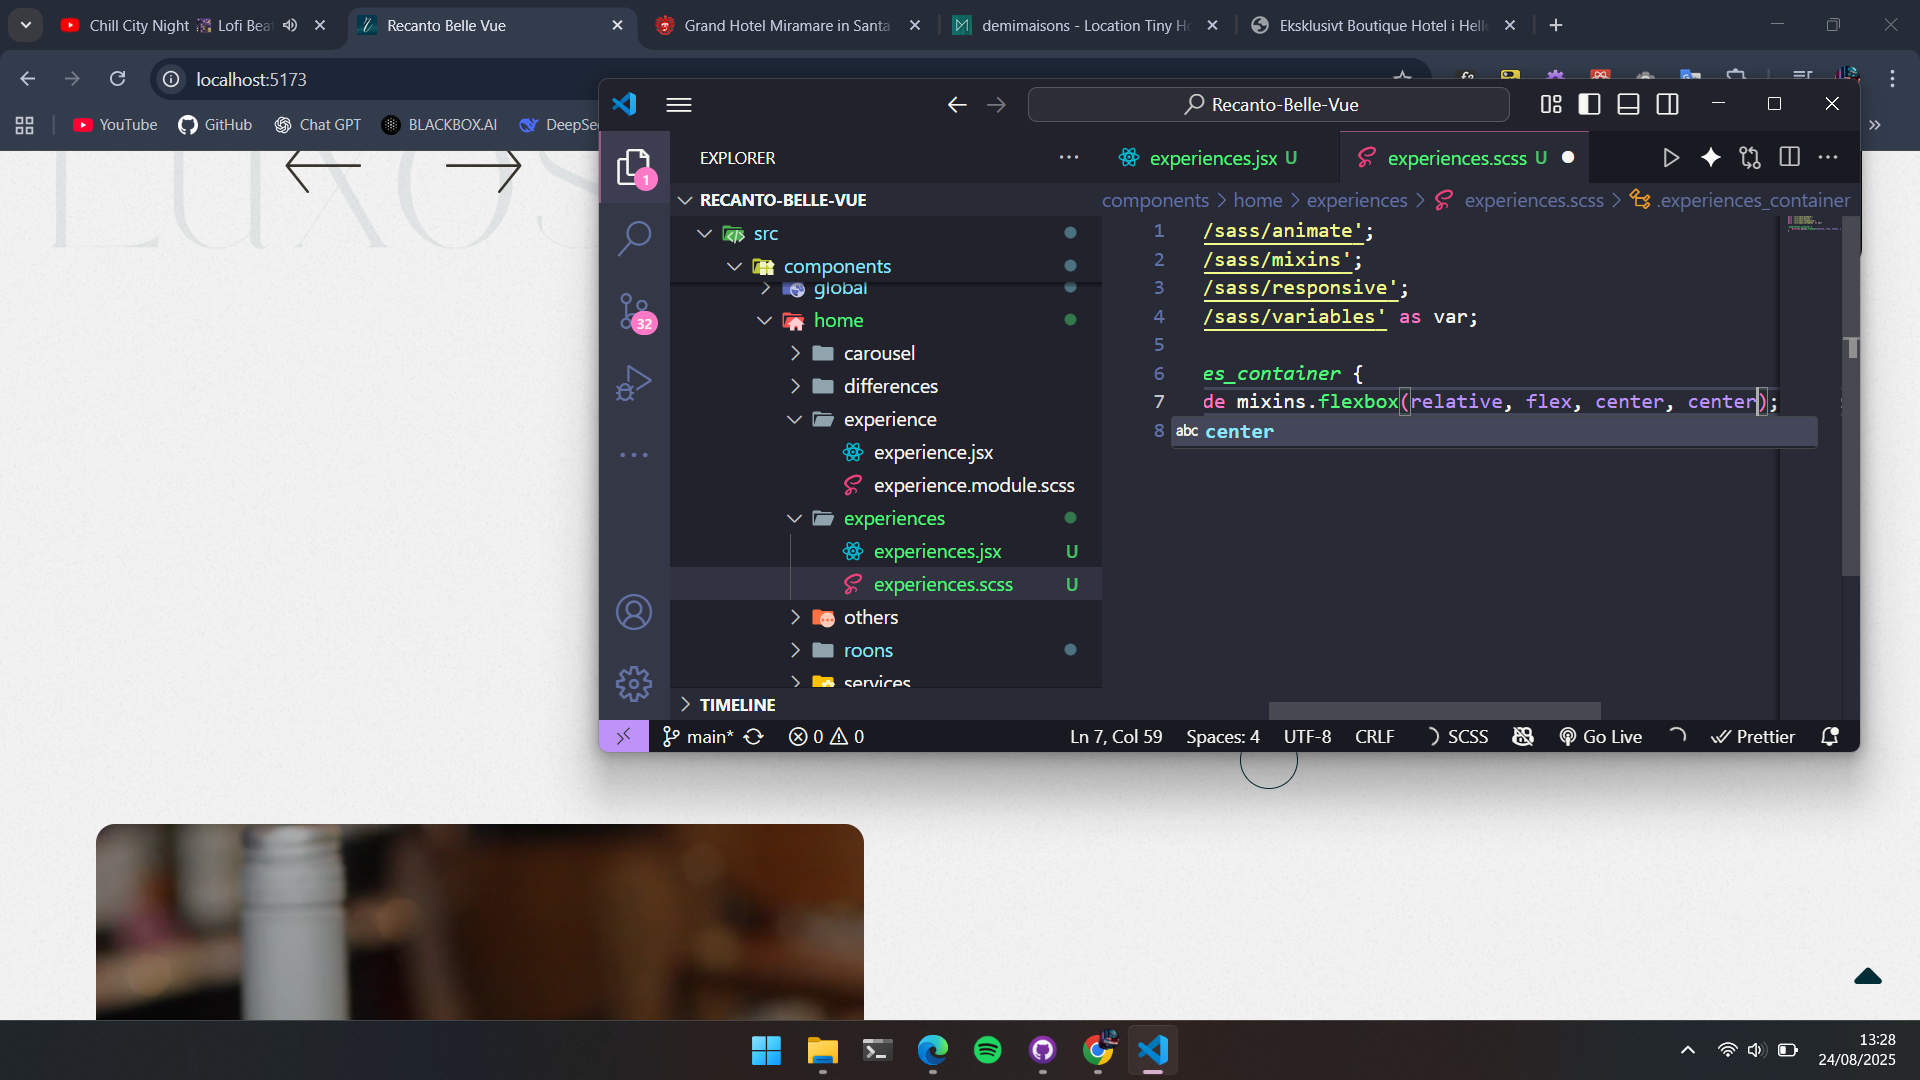 Chill City Night 🌃 Lofi Bea
Recanto Belle Vue
Grand Hotel Miramare in Santa
demimaisons - Location Tiny Ho
Eksklusivt Boutique Hotel i Helle
localhost:5173
YouTube
GitHub
Chat GPT
BLACKBOX.AI
DeepSe
LUXOS
Recanto-Belle-Vue
EXPLORER
experiences.jsx U
experiences.scss U
1
32
RECANTO-BELLE-VUE
components > home > experiences > experiences.scss > .experiences_container
src
components
global
home
carousel
differences
experience
experience.jsx
experience.module.scss
experiences
experiences.jsx U
experiences.scss U
others
roons
services
TIMELINE
1 /sass/animate';
2 /sass/mixins';
3 /sass/responsive';
4 /sass/variables' as var;
5
6 es_container {
7 de mixins.flexbox(relative, flex, center, center);
8
abc center
main*
0
0
Ln 7, Col 59
Spaces: 4
UTF-8
CRLF
SCSS
Go Live
Prettier
13:28
24/08/2025